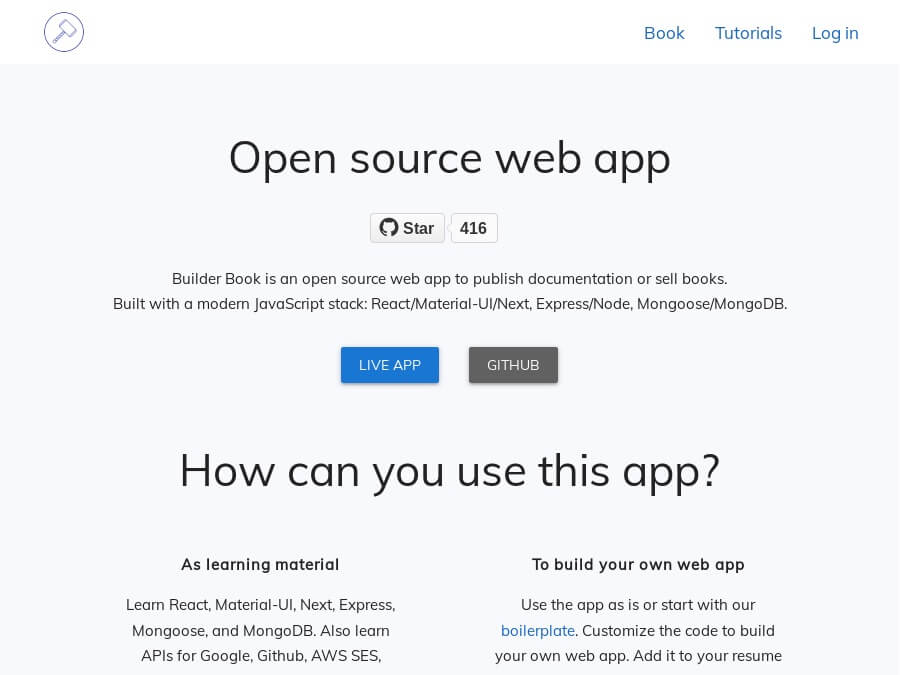 Book Tutorials Log in
Open source web app
Star 416
Builder Book is an open source web app to publish documentation or sell books.
Built with a modern JavaScript stack: React/Material-UI/Next, Express/Node, Mongoose/MongoDB.
LIVE APP GITHUB
How can you use this app?
As learning material
Learn React, Material-UI, Next, Express,
Mongoose, and MongoDB. Also learn
APIs for Google, Github, AWS SES,
To build your own web app
Use the app as is or start with our
boilerplate. Customize the code to build
your own web app. Add it to your resume